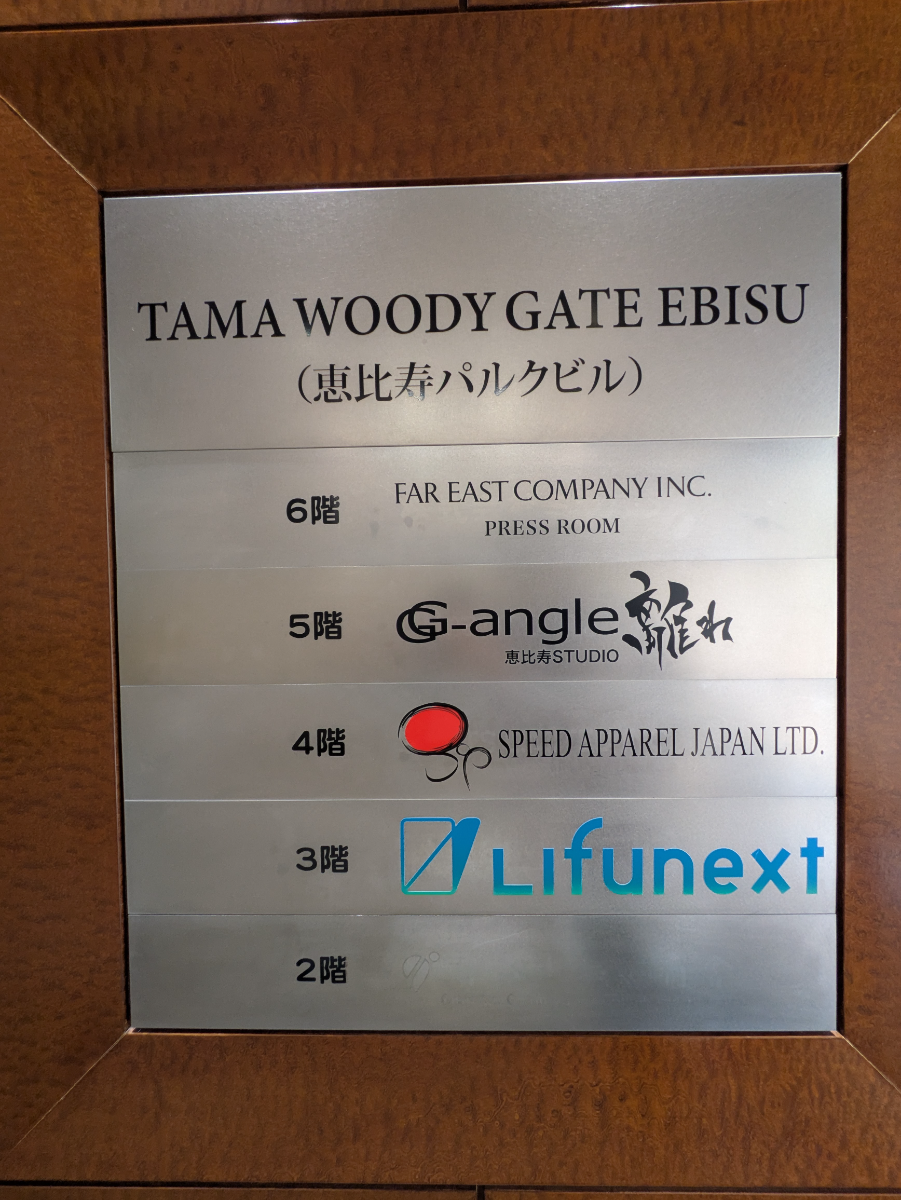 TAMA WOODY GATE EBISU
（恵比寿パルクビル）
6階 FAR EAST COMPANY INC.
PRESS ROOM
5階 G-angle 離れ
恵比寿STUDIO
4階 SPEED APPAREL JAPAN LTD.
3階 Lifunext
2階